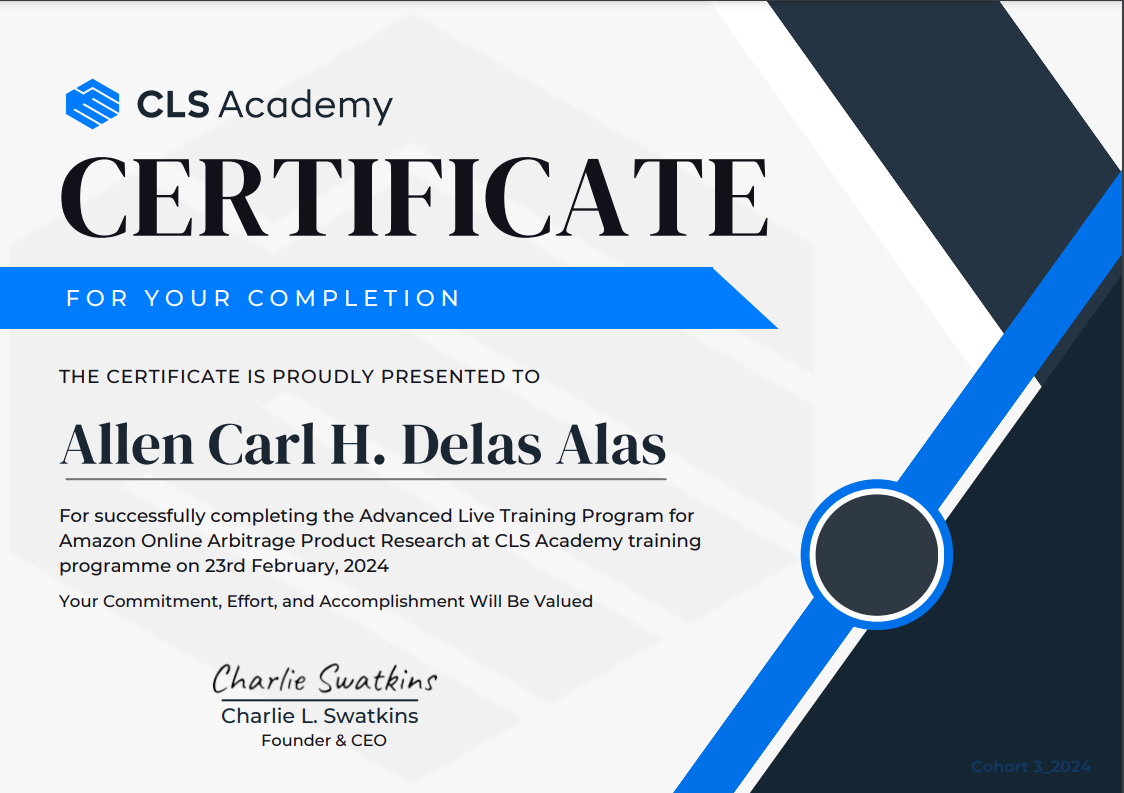 CLS Academy
CERTIFICATE
FOR YOUR COMPLETION
THE CERTIFICATE IS PROUDLY PRESENTED TO
Allen Carl H. Delas Alas
For successfully completing the Advanced Live Training Program for
Amazon Online Arbitrage Product Research at CLS Academy training
programme on 23rd February, 2024
Your Commitment, Effort, and Accomplishment Will Be Valued
Charlie Swatkins
Charlie L. Swatkins
Founder & CEO
Cohort 3_2024